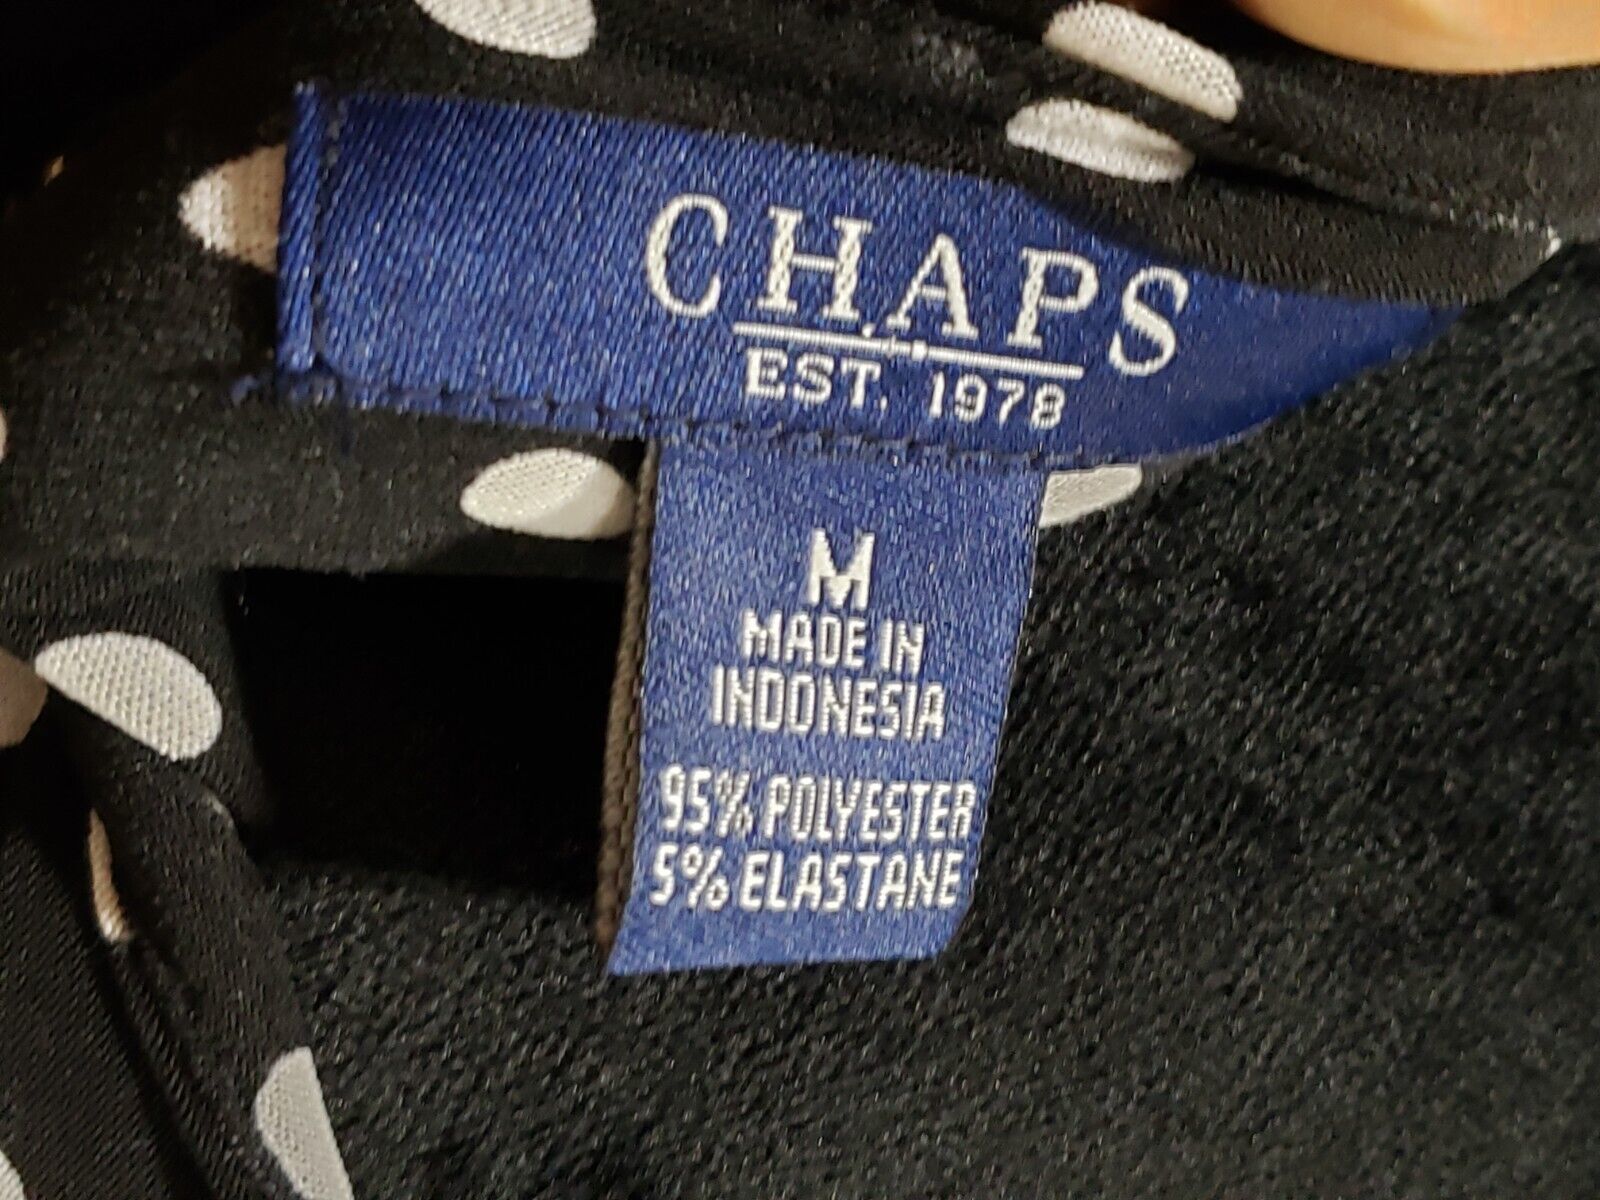 CHAPS
EST. 1978
M
MADE IN
INDONESIA
95% POLYESTER
5% ELASTANE